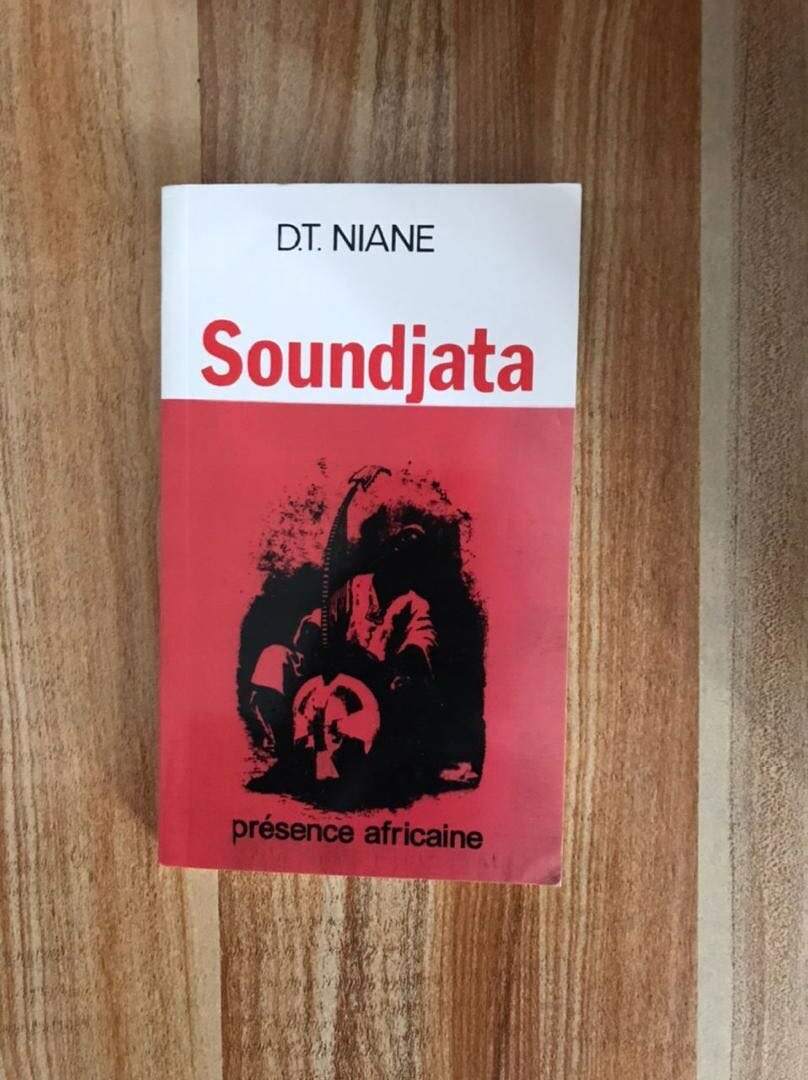 D.T. NIANE
Soundjata
présence africaine